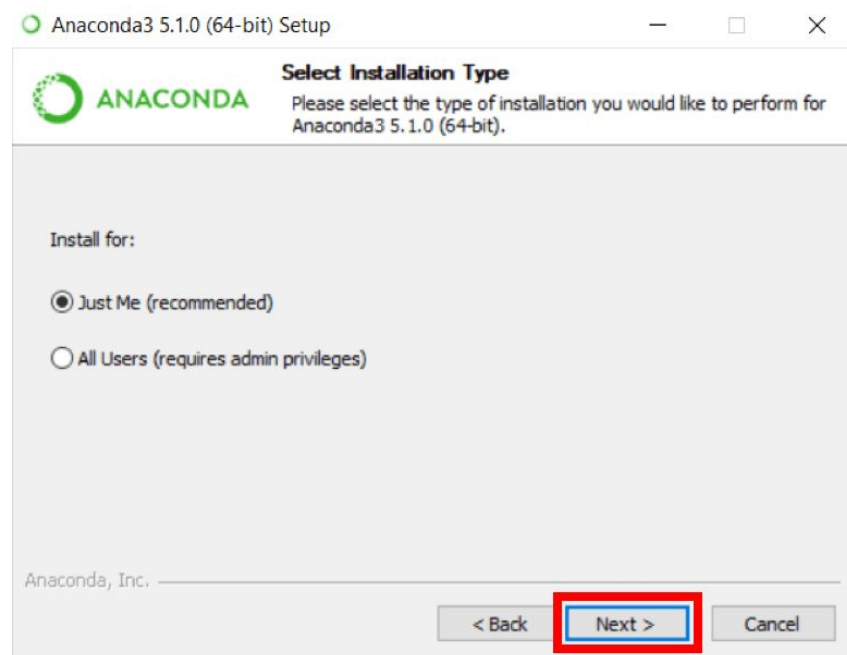 Anaconda3 5.1.0 (64-bit) Setup
ANACONDA
Select Installation Type
Please select the type of installation you would like to perform for
Anaconda3 5.1.0 (64-bit).
Install for:
Just Me (recommended)
All Users (requires admin privileges)
Anaconda, Inc.
< Back Next > Cancel